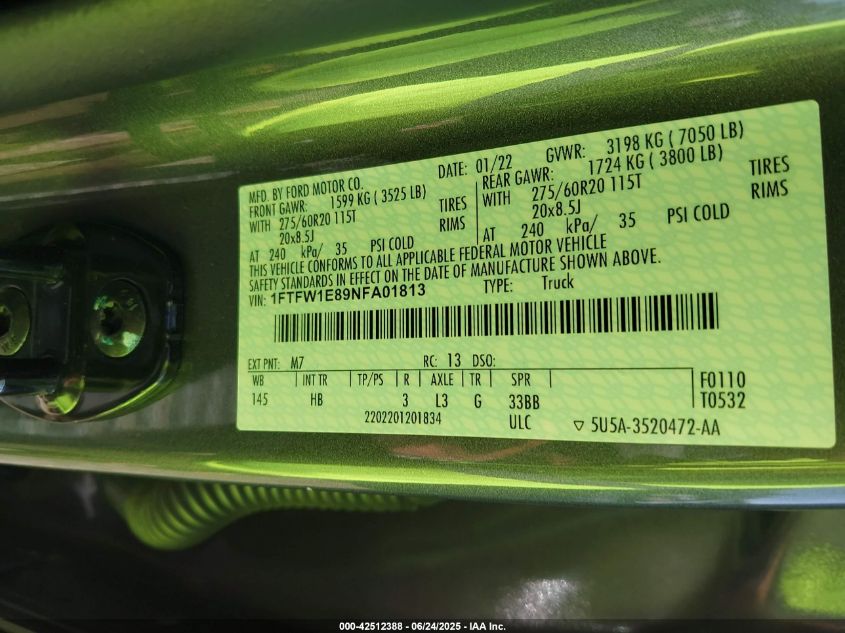 MFD. BY FORD MOTOR CO.
DATE: 01/22
GVWR: 3198 KG ( 7050 LB)
FRONT GAWR: 1599 KG ( 3525 LB)
REAR GAWR: 1724 KG ( 3800 LB)
WITH 275/60R20 115T TIRES
WITH 275/60R20 115T TIRES
20x8.5J RIMS
20x8.5J RIMS
AT 240 kPa/ 35 PSI COLD
AT 240 kPa/ 35 PSI COLD
THIS VEHICLE CONFORMS TO ALL APPLICABLE FEDERAL MOTOR VEHICLE
SAFETY STANDARDS IN EFFECT ON THE DATE OF MANUFACTURE SHOWN ABOVE.
VIN: 1FTFW1E89NFA01813
TYPE: Truck
EXT PNT: M7 RC: 13 DSO:
WB INT TR TP/PS R AXLE TR SPR
F0110
145 HB 3 L3 G 33BB
T0532
2202201201834
ULC
▽ 5U5A-3520472-AA
000-42512388 - 06/24/2025 - IAA Inc.